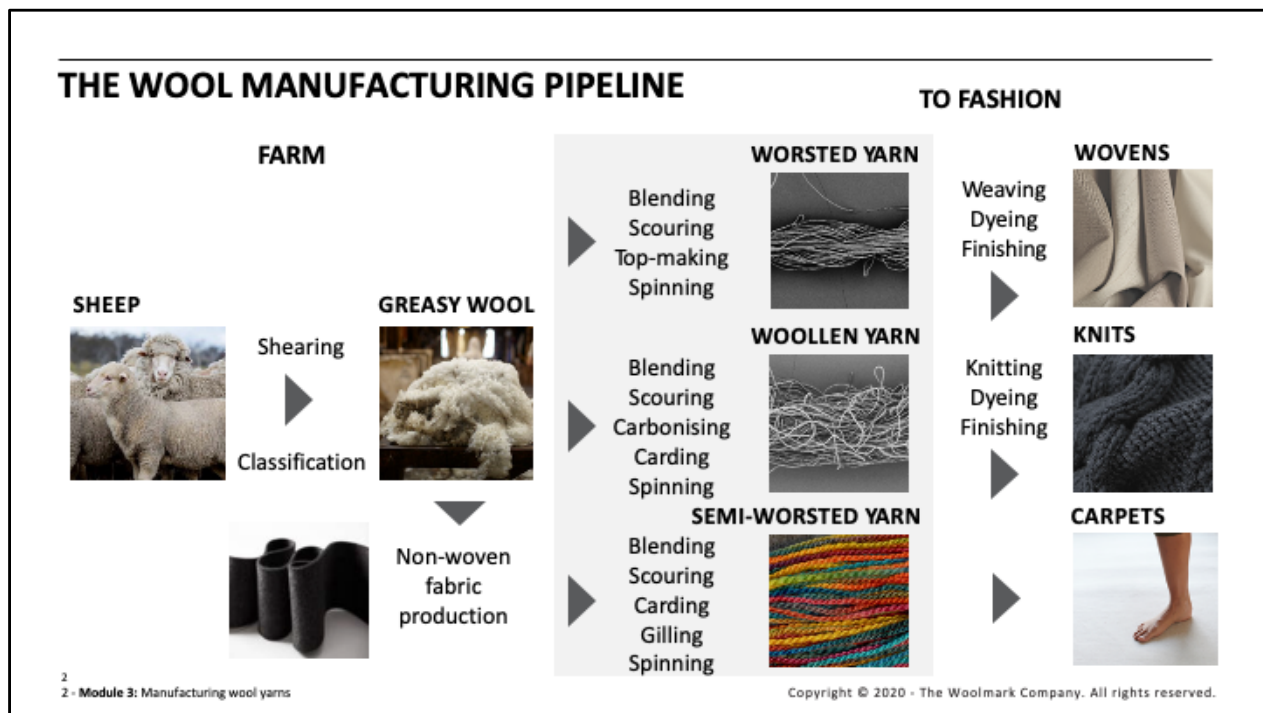 THE WOOL MANUFACTURING PIPELINE
TO FASHION
FARM
SHEEP
Shearing
Classification
GREASY WOOL
Non-woven
fabric
production
WORSTED YARN
Blending
Scouring
Top-making
Spinning
WOOLLEN YARN
Blending
Scouring
Carbonising
Carding
Spinning
SEMI-WORSTED YARN
Blending
Scouring
Carding
Gilling
Spinning
WOVENS
Weaving
Dyeing
Finishing
KNITS
Knitting
Dyeing
Finishing
CARPETS
2
2 - Module 3: Manufacturing wool yarns
Copyright © 2020 - The Woolmark Company. All rights reserved.